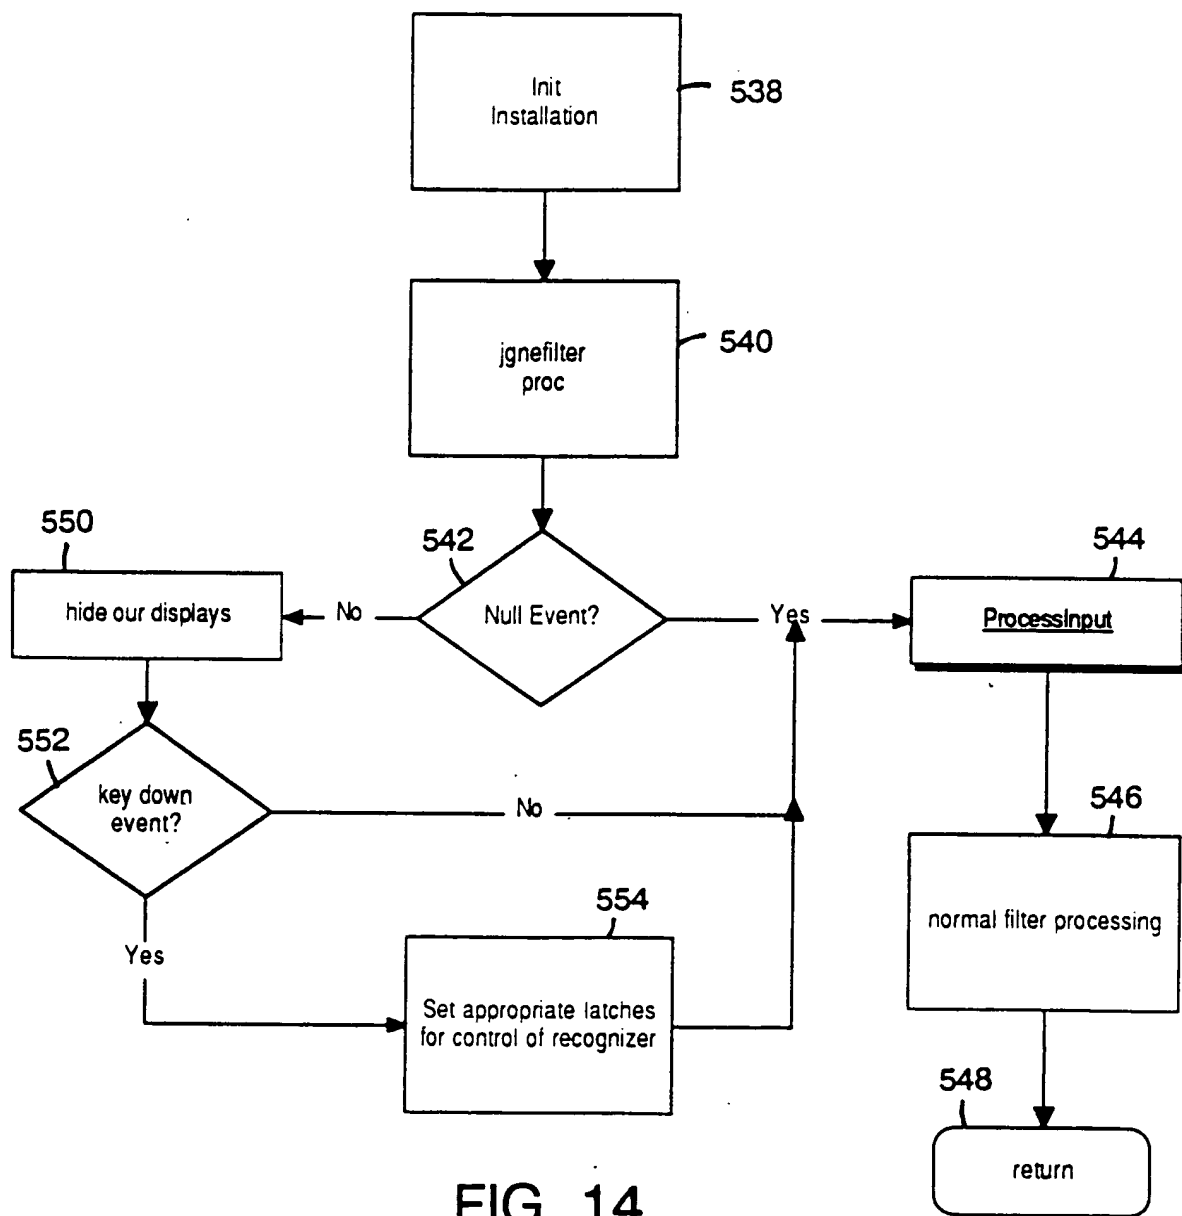 Init
Installation
538
jgnefilter
proc
540
550
542
544
hide our displays
No
Null Event?
Yes
ProcessInput
552
key down
event?
No
546
normal filter processing
Yes
554
Set appropriate latches
for control of recognizer
548
return
FIG. 14